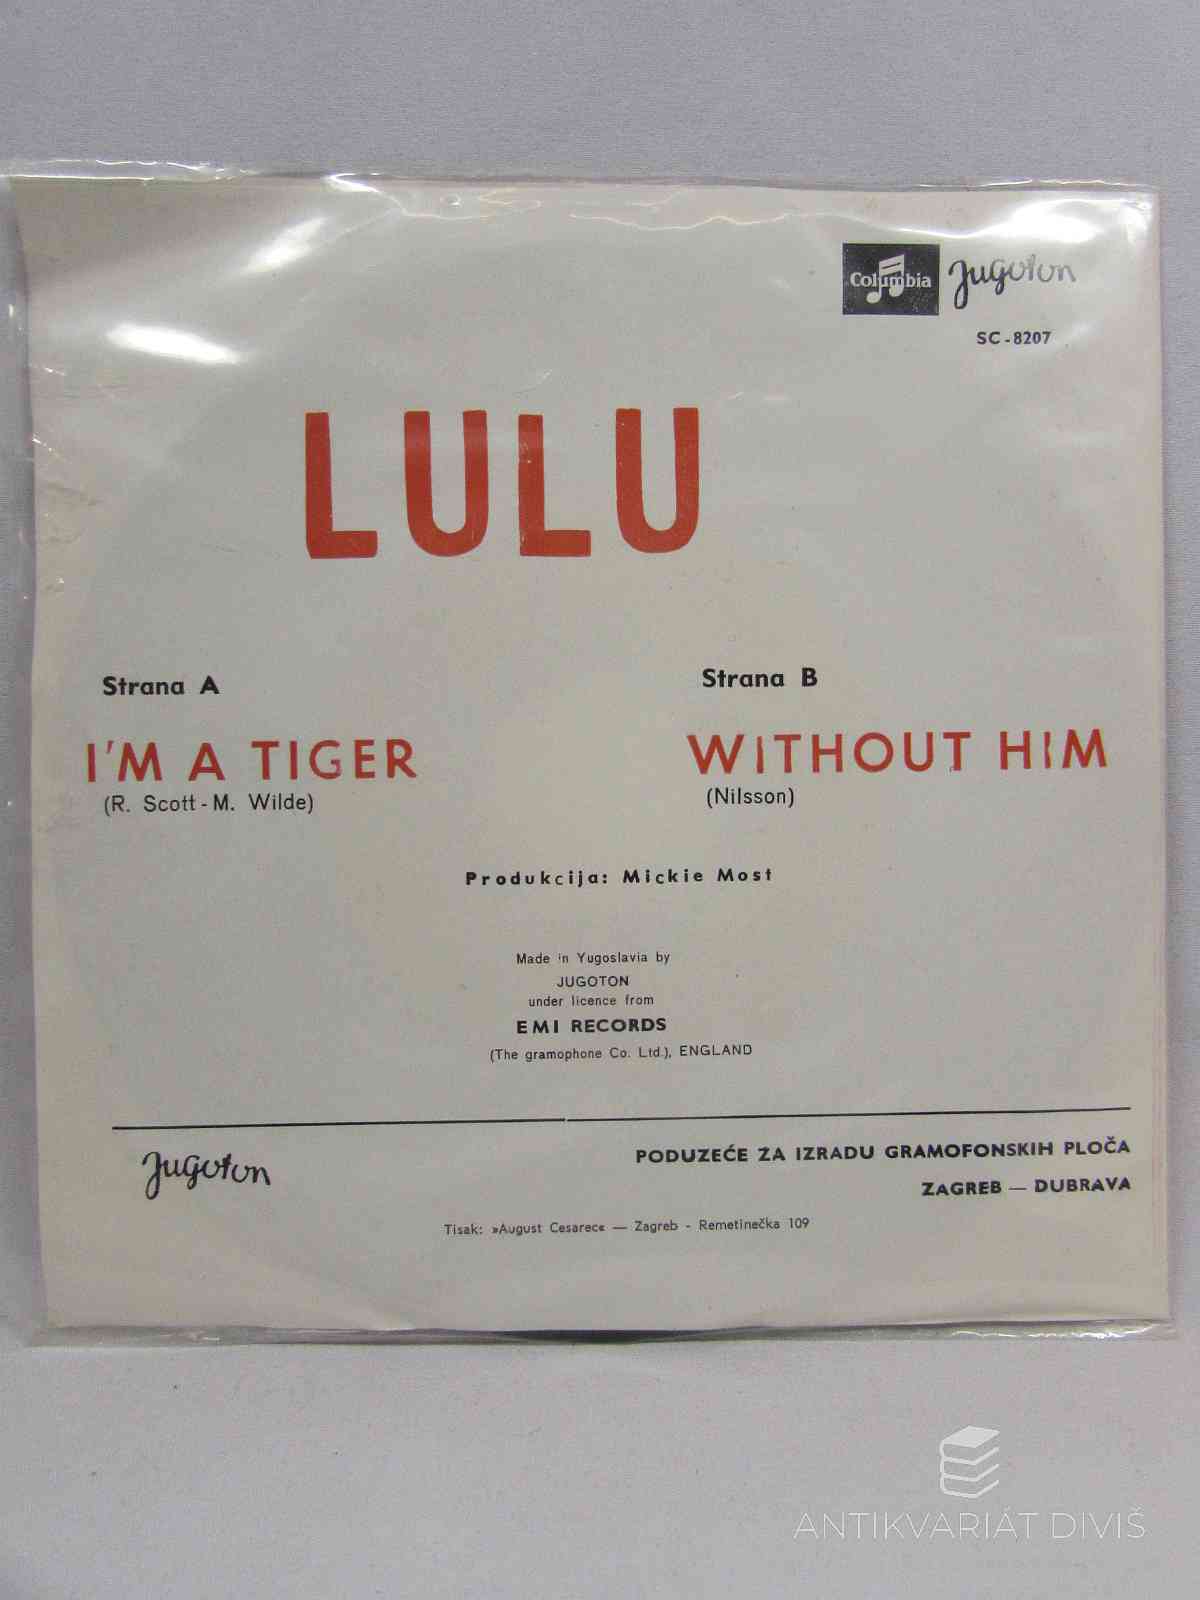 Columbia Jugoton
SC-8207
LULU
Strana A
I'M A TIGER
(R. Scott - M. Wilde)
Strana B
WITHOUT HIM
(Nilsson)
Produkcija: Mickie Most
Made in Yugoslavia by
JUGOTON
under licence from
EMI RECORDS
(The gramophone Co. Ltd.), ENGLAND
Jugoton
PODUZEĆE ZA IZRADU GRAMOFONSKIH PLOČA
ZAGREB — DUBRAVA
Tisak: »August Cesarec« — Zagreb - Remetinečka 109
ANTIKVARIÁT DIVIŠ